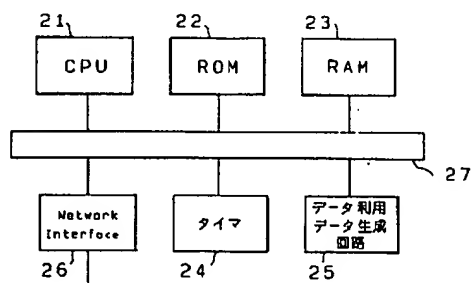 21
22
23
CPU
ROM
RAM
27
Network
Interface
タイマ
データ利用
データ生成
回路
26
24
25